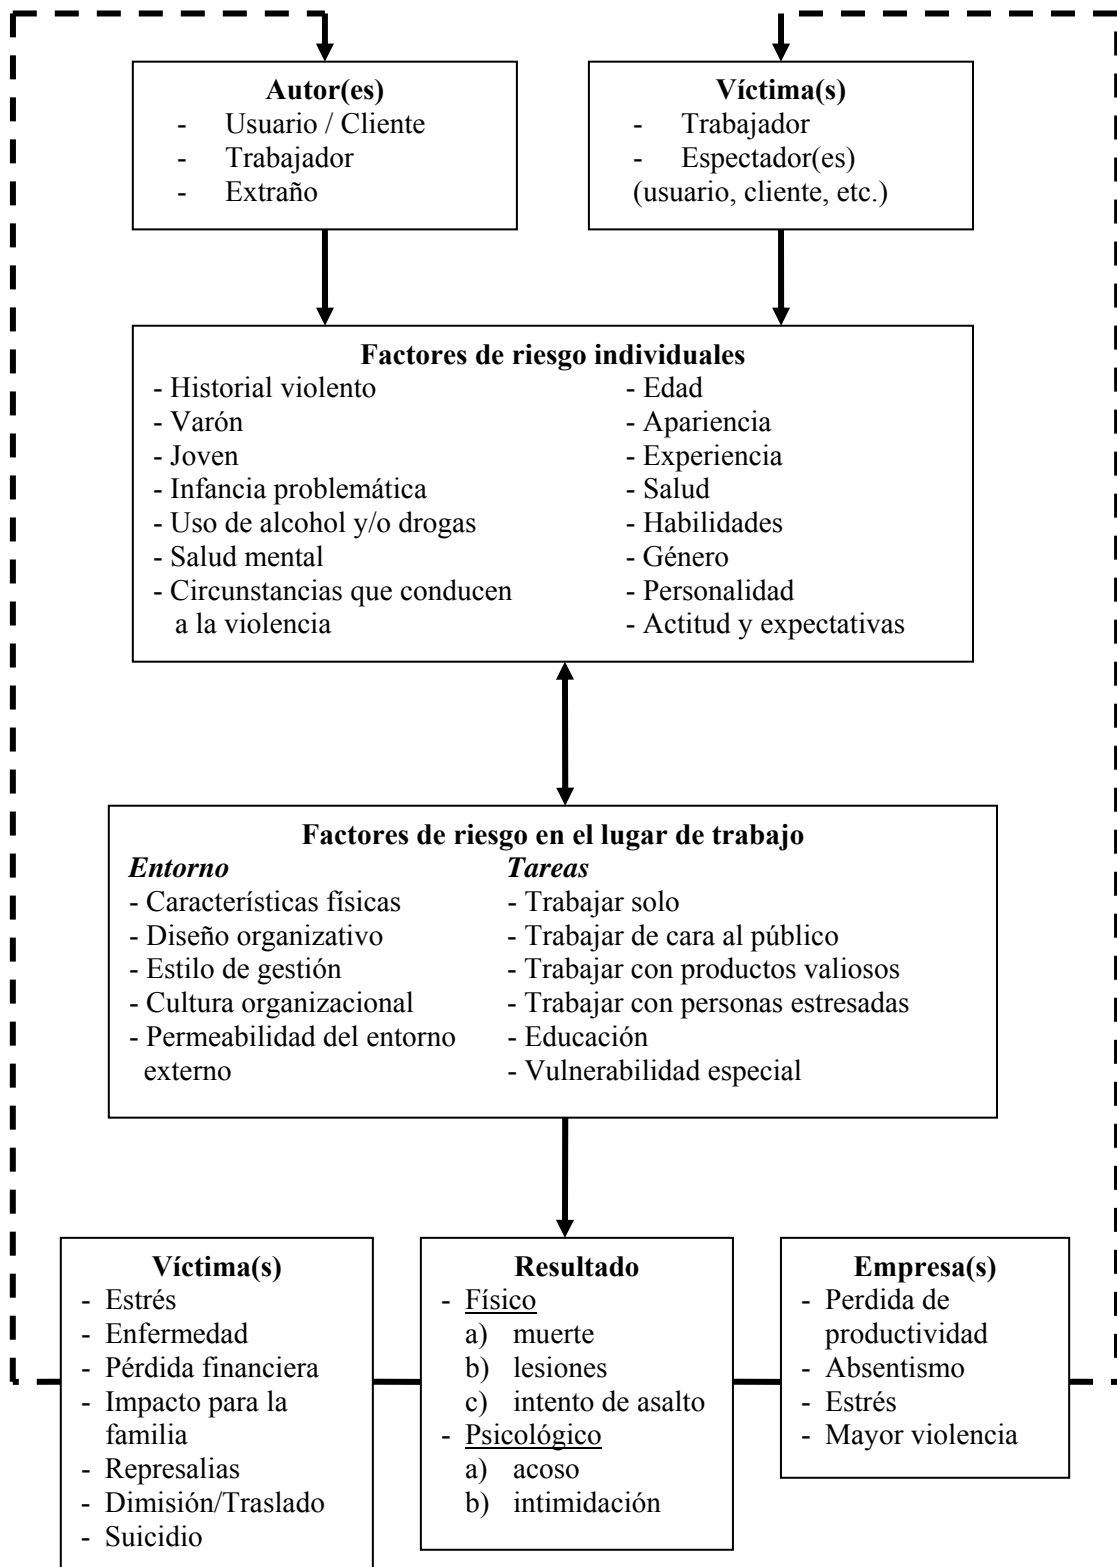 Autor(es)
- Usuario / Cliente
- Trabajador
- Extraño
Víctima(s)
- Trabajador
- Espectador(es)
(usuario, cliente, etc.)
Factores de riesgo individuales
- Historial violento
- Varón
- Joven
- Infancia problemática
- Uso de alcohol y/o drogas
- Salud mental
- Circunstancias que conducen
a la violencia
- Edad
- Apariencia
- Experiencia
- Salud
- Habilidades
- Género
- Personalidad
- Actitud y expectativas
Factores de riesgo en el lugar de trabajo
Entorno
- Características físicas
- Diseño organizativo
- Estilo de gestión
- Cultura organizacional
- Permeabilidad del entorno
externo
Tareas
- Trabajar solo
- Trabajar de cara al público
- Trabajar con productos valiosos
- Trabajar con personas estresadas
- Educación
- Vulnerabilidad especial
Víctima(s)
- Estrés
- Enfermedad
- Pérdida financiera
- Impacto para la
familia
- Represalias
- Dimisión/Traslado
- Suicidio
Resultado
- Físico
a) muerte
b) lesiones
c) intento de asalto
- Psicológico
a) acoso
b) intimidación
Empresa(s)
- Perdida de
productividad
- Absentismo
- Estrés
- Mayor violencia